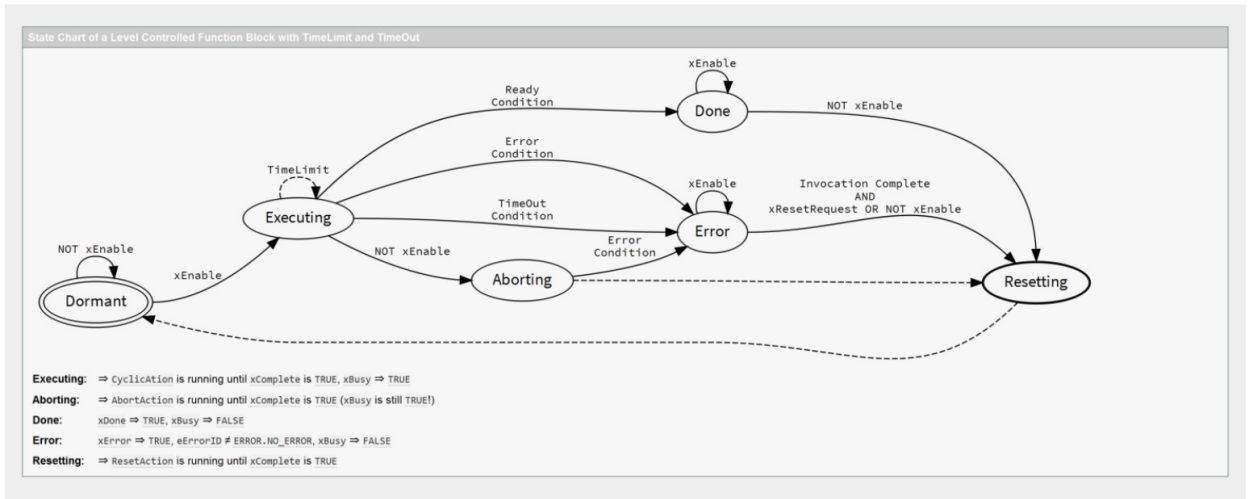 State Chart of a Level Controlled Function Block with TimeLimit and TimeOut
xEnable
Ready
Condition
Done
NOT xEnable
Error
Condition
TimeLimit
xEnable
Invocation Complete
AND
xResetRequest OR NOT xEnable
Executing
TimeOut
Condition
Error
NOT xEnable
NOT xEnable
Error
Condition
xEnable
Aborting
Resetting
Dormant
Executing: ⇒ CyclicAtion is running until xComplete is TRUE, xBusy ⇒ TRUE
Aborting: ⇒ AbortAction is running until xComplete is TRUE (xBusy is still TRUE!)
Done: xDone ⇒ TRUE, xBusy ⇒ FALSE
Error: xError ⇒ TRUE, eErrorID ≠ ERROR.NO_ERROR, xBusy ⇒ FALSE
Resetting: ⇒ ResetAction is running until xComplete is TRUE